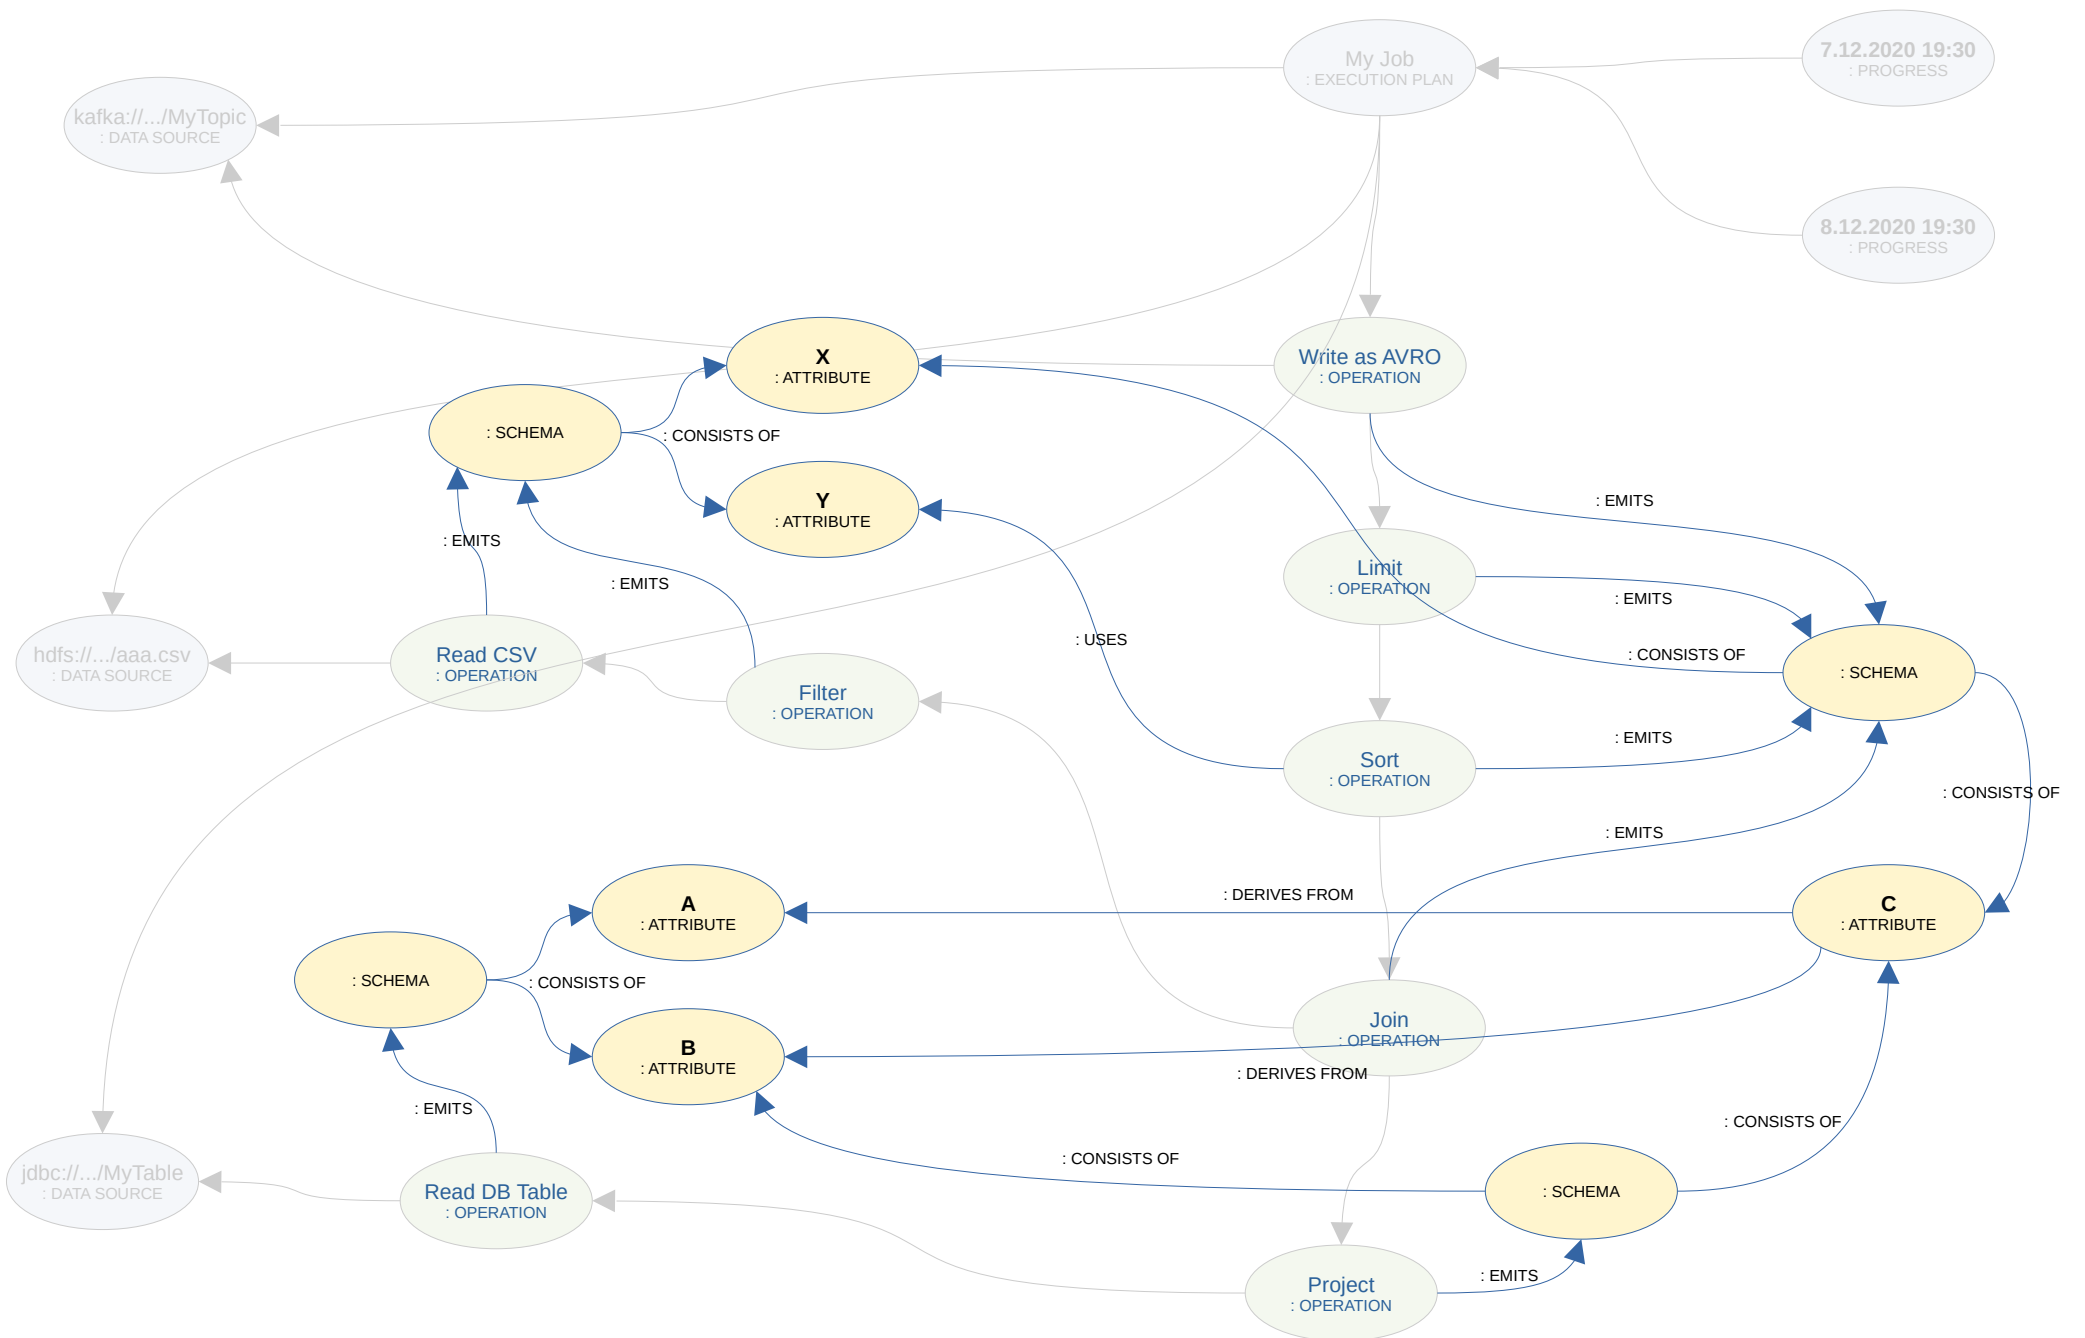 My Job
: EXECUTION PLAN
7.12.2020 19:30
: PROGRESS
kafka://.../MyTopic
: DATA SOURCE
8.12.2020 19:30
: PROGRESS
X
: ATTRIBUTE
Write as AVRO
: OPERATION
: SCHEMA
: CONSISTS OF
Y
: ATTRIBUTE
: EMITS
: EMITS
: EMITS
Limit
: OPERATION
: EMITS
: USES
: CONSISTS OF
hdfs://.../aaa.csv
: DATA SOURCE
Read CSV
: OPERATION
Filter
: OPERATION
: SCHEMA
Sort
: OPERATION
: EMITS
: CONSISTS OF
: EMITS
A
: ATTRIBUTE
: DERIVES FROM
C
: ATTRIBUTE
: SCHEMA
: CONSISTS OF
B
: ATTRIBUTE
Join
: OPERATION
: DERIVES FROM
: EMITS
: CONSISTS OF
: CONSISTS OF
jdbc://.../MyTable
: DATA SOURCE
Read DB Table
: OPERATION
: SCHEMA
: EMITS
Project
: OPERATION